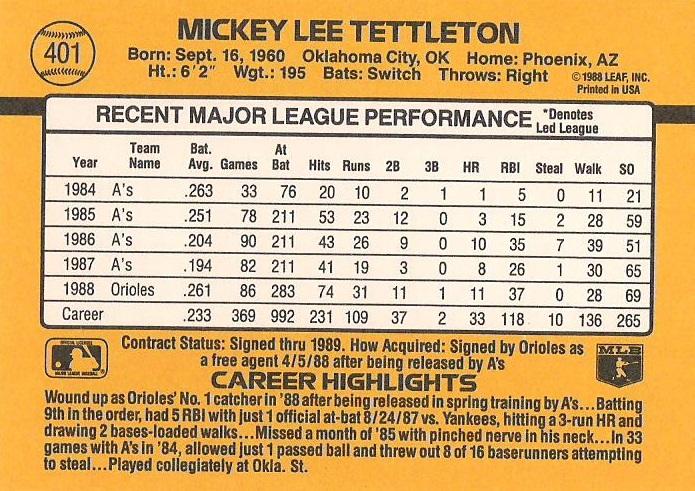 401
MICKEY LEE TETTLETON
Born: Sept. 16, 1960 Oklahoma City, OK Home: Phoenix, AZ
Ht.: 6'2" Wgt.: 195 Bats: Switch Throws: Right ©1988 LEAF, INC.
Printed in USA
RECENT MAJOR LEAGUE PERFORMANCE *Denotes
Led League
Year Team Name Bat. Avg. Games At Bat Hits Runs 2B 3B HR RBI Steal Walk SO
1984 A's .263 33 76 20 10 2 1 1 5 0 11 21
1985 A's .251 78 211 53 23 12 0 3 15 2 28 59
1986 A's .204 90 211 43 26 9 0 10 35 7 39 51
1987 A's .194 82 211 41 19 3 0 8 26 1 30 65
1988 Orioles .261 86 283 74 31 11 1 11 37 0 28 69
Career .233 369 992 231 109 37 2 33 118 10 136 265
OFFICIAL LICENSEE
MAJOR LEAGUE BASEBALL
Contract Status: Signed thru 1989. How Acquired: Signed by Orioles as
a free agent 4/5/88 after being released by A's
MLB
CAREER HIGHLIGHTS
Wound up as Orioles' No. 1 catcher in '88 after being released in spring training by A's...Batting
9th in the order, had 5 RBI with just 1 official at-bat 8/24/87 vs. Yankees, hitting a 3-run HR and
drawing 2 bases-loaded walks...Missed a month of '85 with pinched nerve in his neck...In 33
games with A's in '84, allowed just 1 passed ball and threw out 8 of 16 baserunners attempting
to steal...Played collegiately at Okla. St.